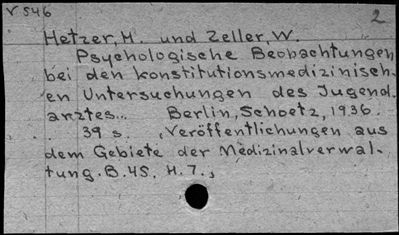 V 546
2
Hetzer, H. und Zeller, W.
Psychologische Beobachtungen
bei den konstitutionsmedizinisch-
en Untersuchungen des Jugend.
arztes... Berlin, Schoetz, 1936.
39 s. (Veröffentlichungen aus
dem Gebiete der Medizinalverwal-
tung. B. 45. H. 7.)